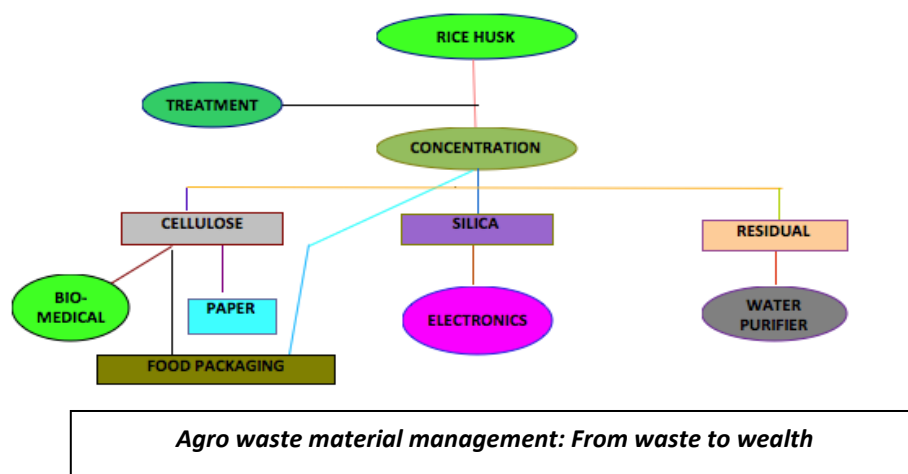 RICE HUSK
TREATMENT
CONCENTRATION
CELLULOSE
SILICA
RESIDUAL
BIO-
MEDICAL
PAPER
ELECTRONICS
WATER
PURIFIER
FOOD PACKAGING
Agro waste material management: From waste to wealth